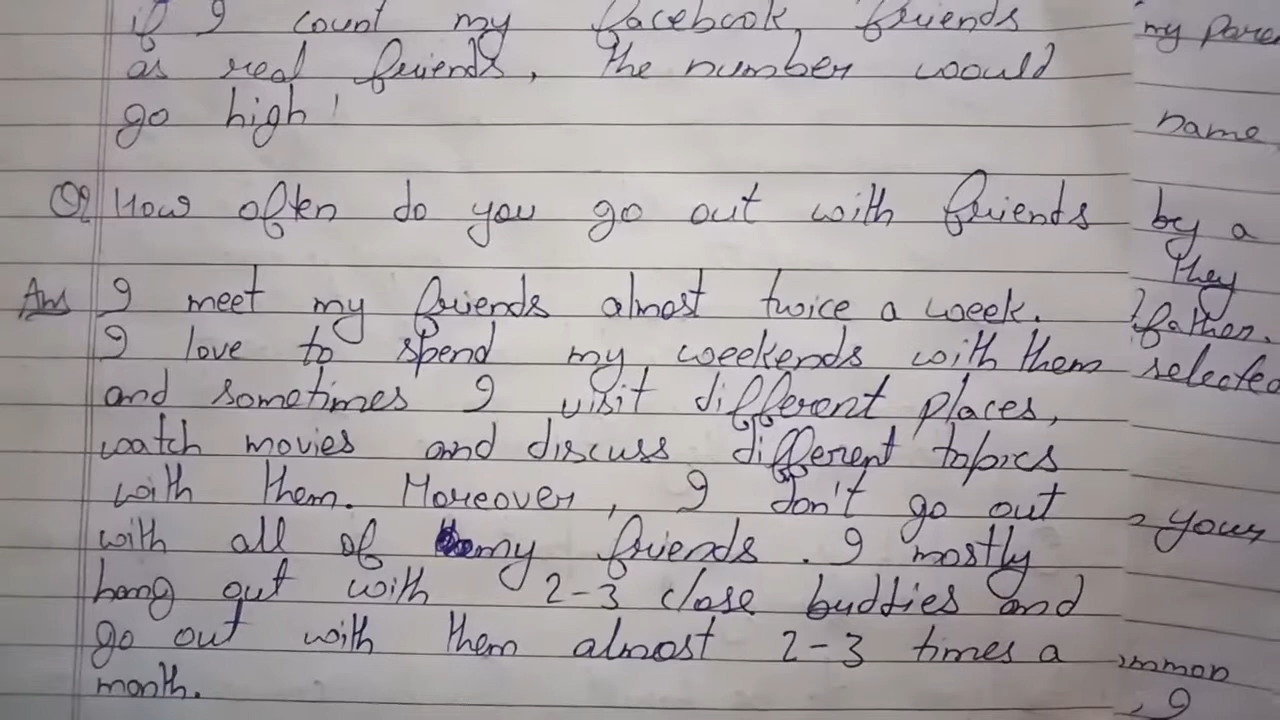 if I count my facebook friends
as real friends, the number woould
go high!
Q2 How often do you go out with friends
Ans I meet my friends almost twice a week.
I love to spend my weekends with them
and sometimes I visit different places,
watch movies and discuss different topics
with them. Moreover, I don't go out
with all of my friends. I mostly
hang out with 2-3 close buddies and
go out with them almost 2-3 times a
month.
my
name
by a
they
father.
selected
your
I